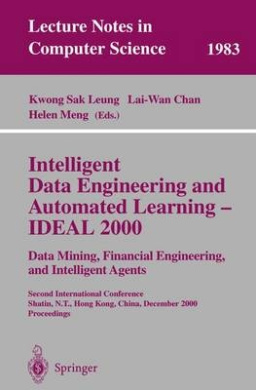 Lecture Notes in
Computer Science 1983
Kwong Sak Leung Lai-Wan Chan
Helen Meng (Eds.)
Intelligent
Data Engineering and
Automated Learning –
IDEAL 2000
Data Mining, Financial Engineering,
and Intelligent Agents
Second International Conference
Shatin, N.T., Hong Kong, China, December 2000
Proceedings
Springer